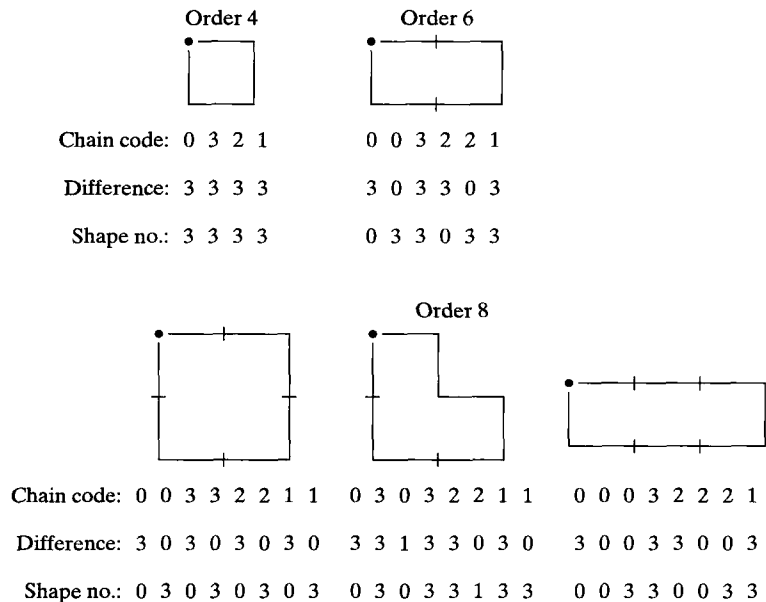 Order 4 Order 6
Chain code: 0 3 2 1 0 0 3 2 2 1
Difference: 3 3 3 3 3 0 3 3 0 3
Shape no.: 3 3 3 3 0 3 3 0 3 3
Order 8
Chain code: 0 0 3 3 2 2 1 1 0 3 0 3 2 2 1 1 0 0 0 3 2 2 2 1
Difference: 3 0 3 0 3 0 3 0 3 3 1 3 3 0 3 0 3 0 0 3 3 0 0 3
Shape no.: 0 3 0 3 0 3 0 3 0 3 0 3 3 1 3 3 0 0 3 3 0 0 3 3